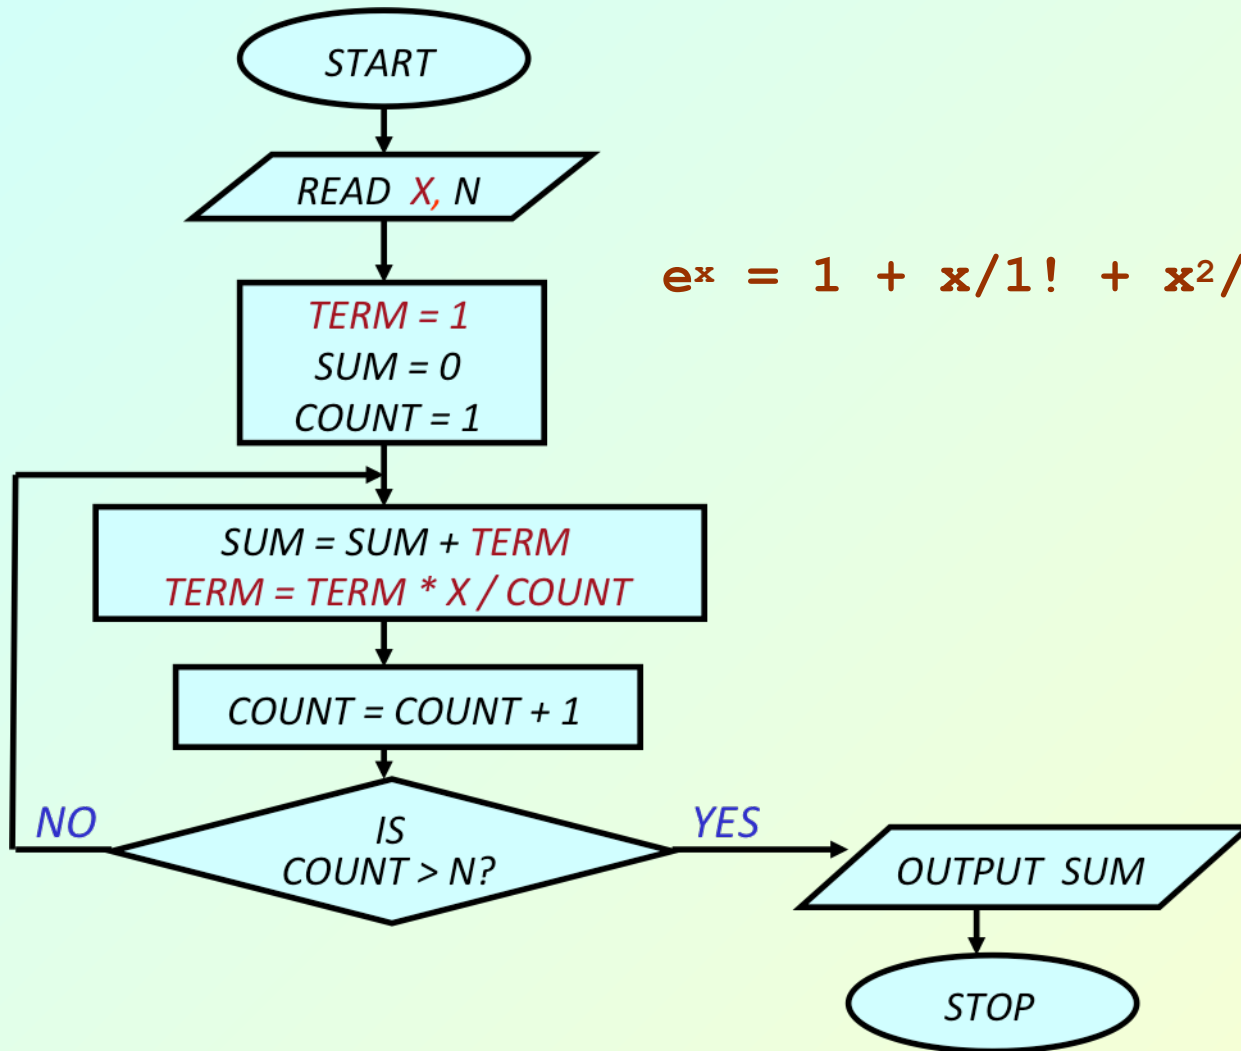 START
READ X, N
eˣ = 1 + x/1! + x²/
TERM = 1
SUM = 0
COUNT = 1
SUM = SUM + TERM
TERM = TERM * X / COUNT
COUNT = COUNT + 1
NO
IS
COUNT > N?
YES
OUTPUT SUM
STOP